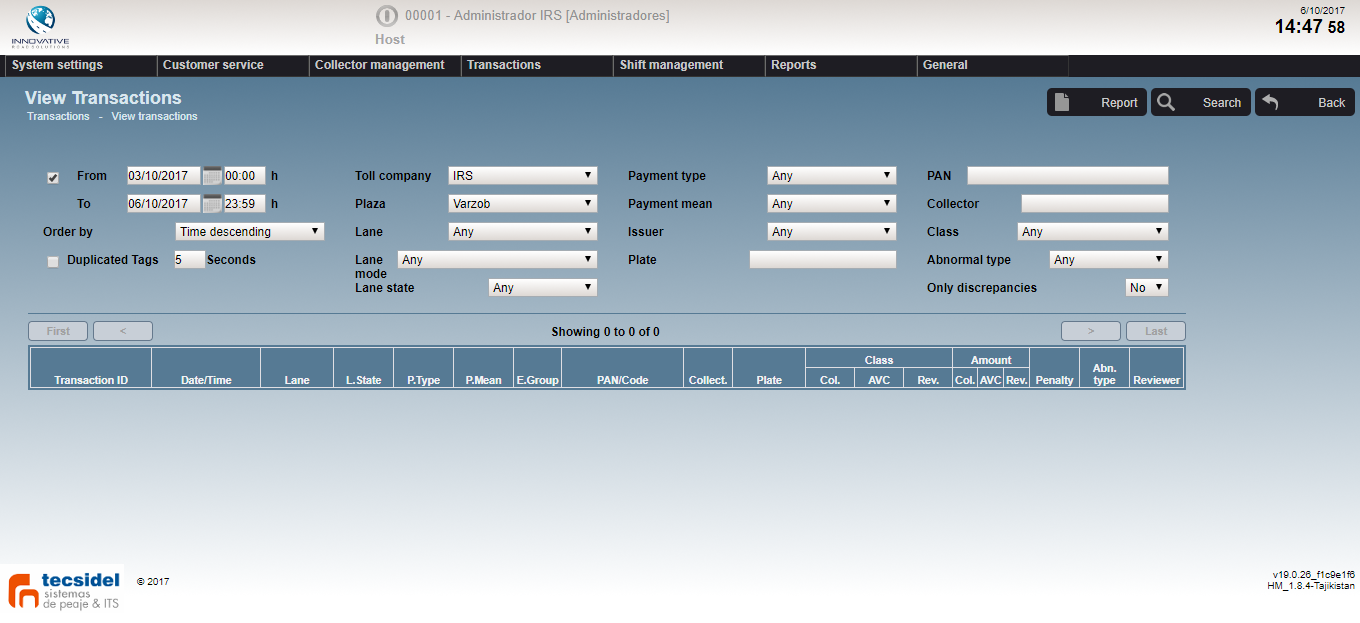 INNOVATIVE
ROAD SOLUTIONS
00001 - Administrador IRS [Administradores]
Host
6/10/2017
14:47 58
System settings Customer service Collector management Transactions Shift management Reports General
View Transactions
Transactions - View transactions
Report Search Back
From 03/10/2017 00:00 h Toll company IRS Payment type Any PAN
To 06/10/2017 23:59 h Plaza Varzob Payment mean Any Collector
Order by Time descending Lane Any Issuer Any Class Any
Duplicated Tags 5 Seconds Lane mode Any Plate Abnormal type Any
Lane state Any Only discrepancies No
First < Showing 0 to 0 of 0 > Last
Class Amount
Transaction ID Date/Time Lane L.State P.Type P.Mean E.Group PAN/Code Collect. Plate Col. AVC Rev. Col. AVC Rev. Penalty Abn. type Reviewer
tecsidel
sistemas
de peaje & ITS
© 2017
v19.0.26_f1c9e1f6
HM_1.8.4-Tajikistan